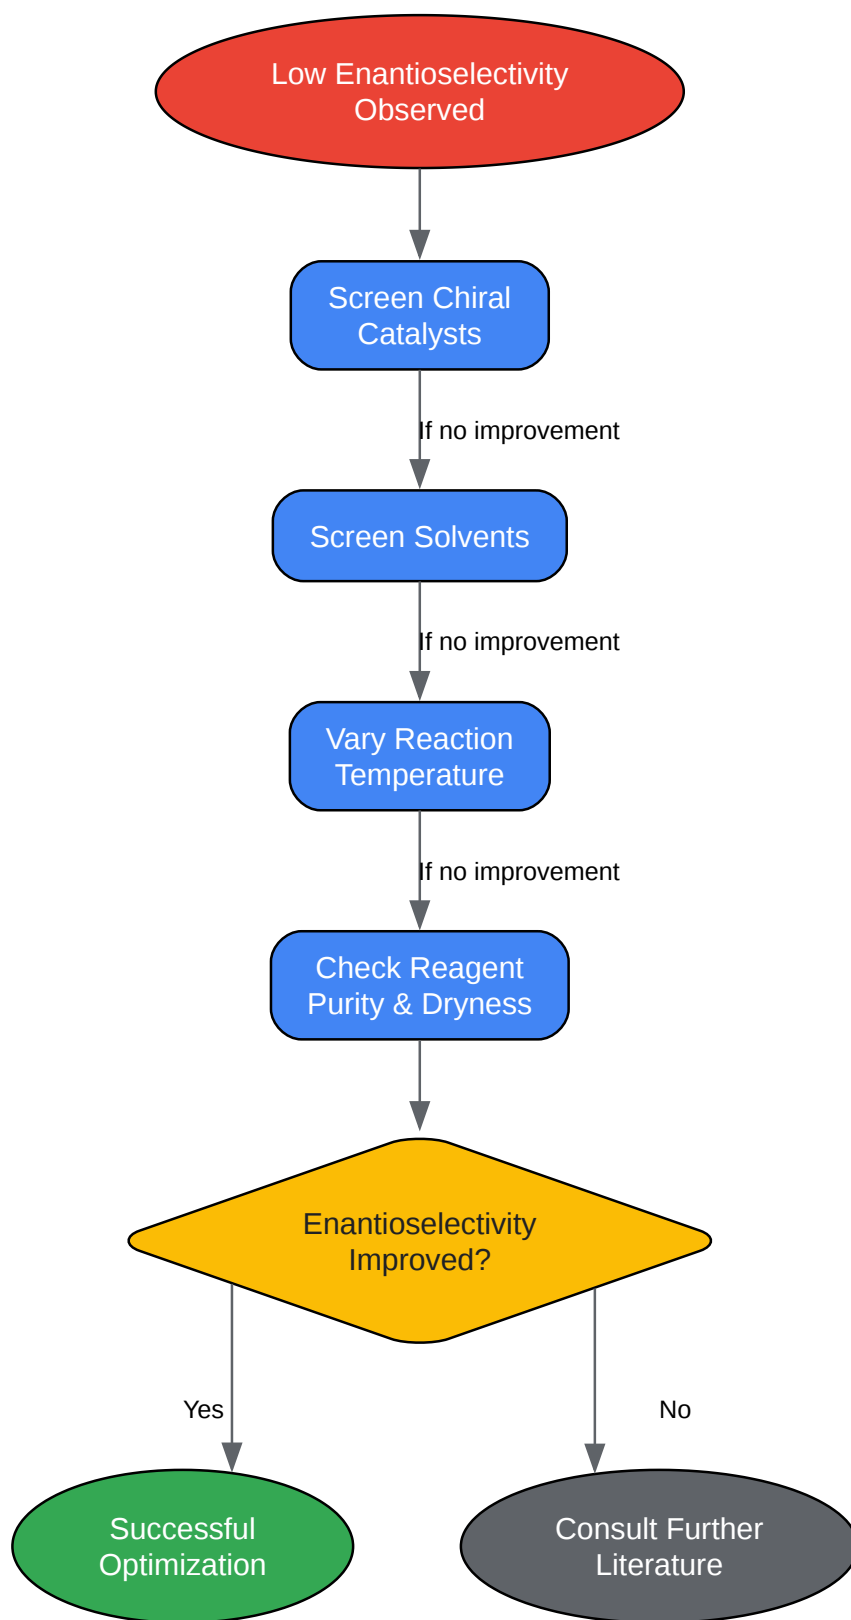 Low Enantioselectivity
Observed
Screen Chiral
Catalysts
If no improvement
Screen Solvents
If no improvement
Vary Reaction
Temperature
If no improvement
Check Reagent
Purity & Dryness
Enantioselectivity
Improved?
Yes
No
Successful
Optimization
Consult Further
Literature